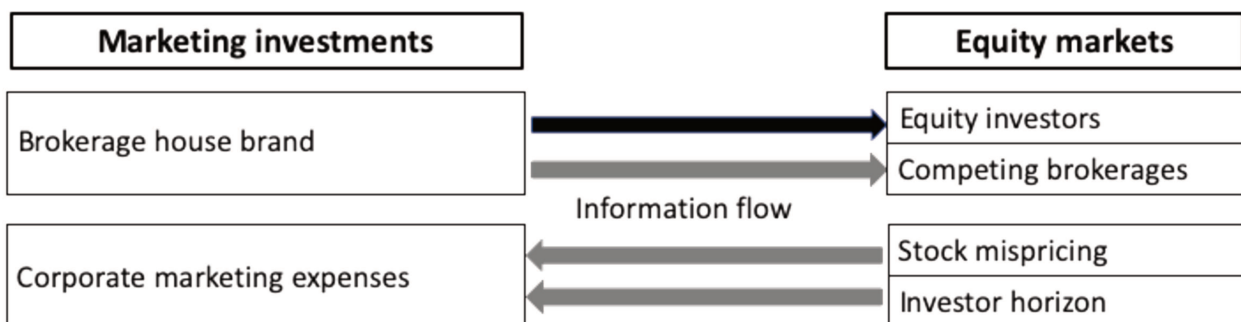 Marketing investments
Equity markets
Brokerage house brand
Equity investors
Competing brokerages
Information flow
Corporate marketing expenses
Stock mispricing
Investor horizon